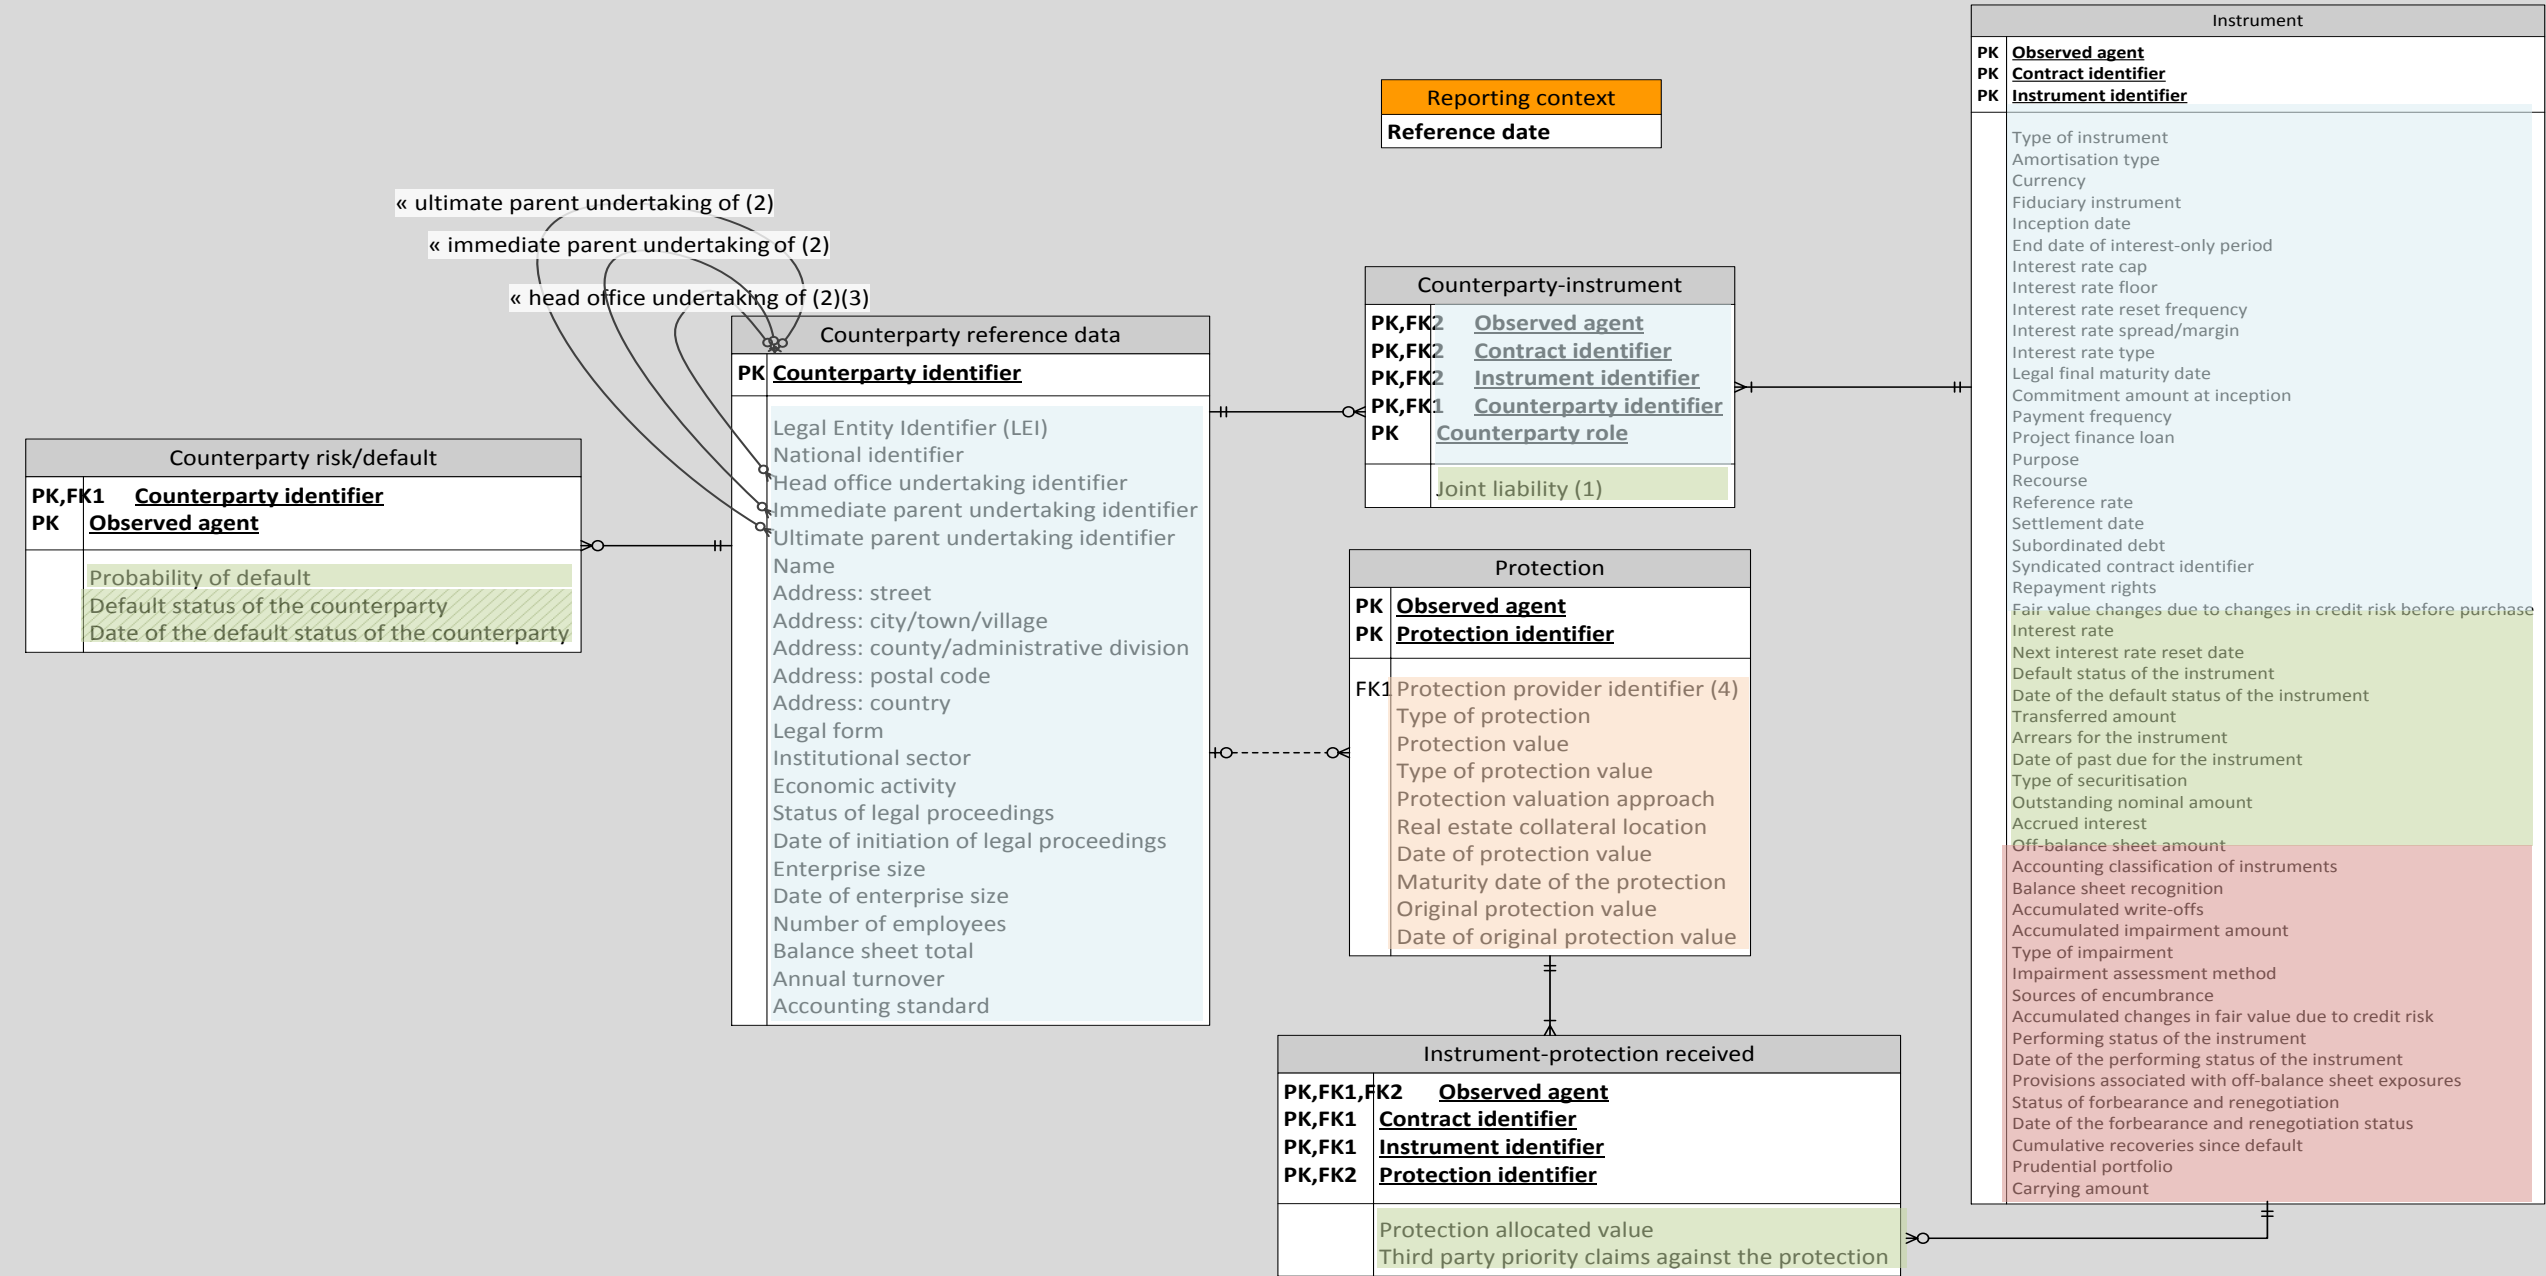 Reporting context
Reference date
« ultimate parent undertaking of (2)
« immediate parent undertaking of (2)
« head office undertaking of (2)(3)
Counterparty risk/default
PK,FK1 Counterparty identifier
PK Observed agent
Probability of default
Default status of the counterparty
Date of the default status of the counterparty
Counterparty reference data
PK Counterparty identifier
Legal Entity Identifier (LEI)
National identifier
Head office undertaking identifier
Immediate parent undertaking identifier
Ultimate parent undertaking identifier
Name
Address: street
Address: city/town/village
Address: county/administrative division
Address: postal code
Address: country
Legal form
Institutional sector
Economic activity
Status of legal proceedings
Date of initiation of legal proceedings
Enterprise size
Date of enterprise size
Number of employees
Balance sheet total
Annual turnover
Accounting standard
Counterparty-instrument
PK,FK2 Observed agent
PK,FK2 Contract identifier
PK,FK2 Instrument identifier
PK,FK1 Counterparty identifier
PK Counterparty role
Joint liability (1)
Protection
PK Observed agent
PK Protection identifier
FK1 Protection provider identifier (4)
Type of protection
Protection value
Type of protection value
Protection valuation approach
Real estate collateral location
Date of protection value
Maturity date of the protection
Original protection value
Date of original protection value
Instrument-protection received
PK,FK1,FK2 Observed agent
PK,FK1 Contract identifier
PK,FK1 Instrument identifier
PK,FK2 Protection identifier
Protection allocated value
Third party priority claims against the protection
Instrument
PK Observed agent
PK Contract identifier
PK Instrument identifier
Type of instrument
Amortisation type
Currency
Fiduciary instrument
Inception date
End date of interest-only period
Interest rate cap
Interest rate floor
Interest rate reset frequency
Interest rate spread/margin
Interest rate type
Legal final maturity date
Commitment amount at inception
Payment frequency
Project finance loan
Purpose
Recourse
Reference rate
Settlement date
Subordinated debt
Syndicated contract identifier
Repayment rights
Fair value changes due to changes in credit risk before purchase
Interest rate
Next interest rate reset date
Default status of the instrument
Date of the default status of the instrument
Transferred amount
Arrears for the instrument
Date of past due for the instrument
Type of securitisation
Outstanding nominal amount
Accrued interest
Off-balance sheet amount
Accounting classification of instruments
Balance sheet recognition
Accumulated write-offs
Accumulated impairment amount
Type of impairment
Impairment assessment method
Sources of encumbrance
Accumulated changes in fair value due to credit risk
Performing status of the instrument
Date of the performing status of the instrument
Provisions associated with off-balance sheet exposures
Status of forbearance and renegotiation
Date of the forbearance and renegotiation status
Cumulative recoveries since default
Prudential portfolio
Carrying amount